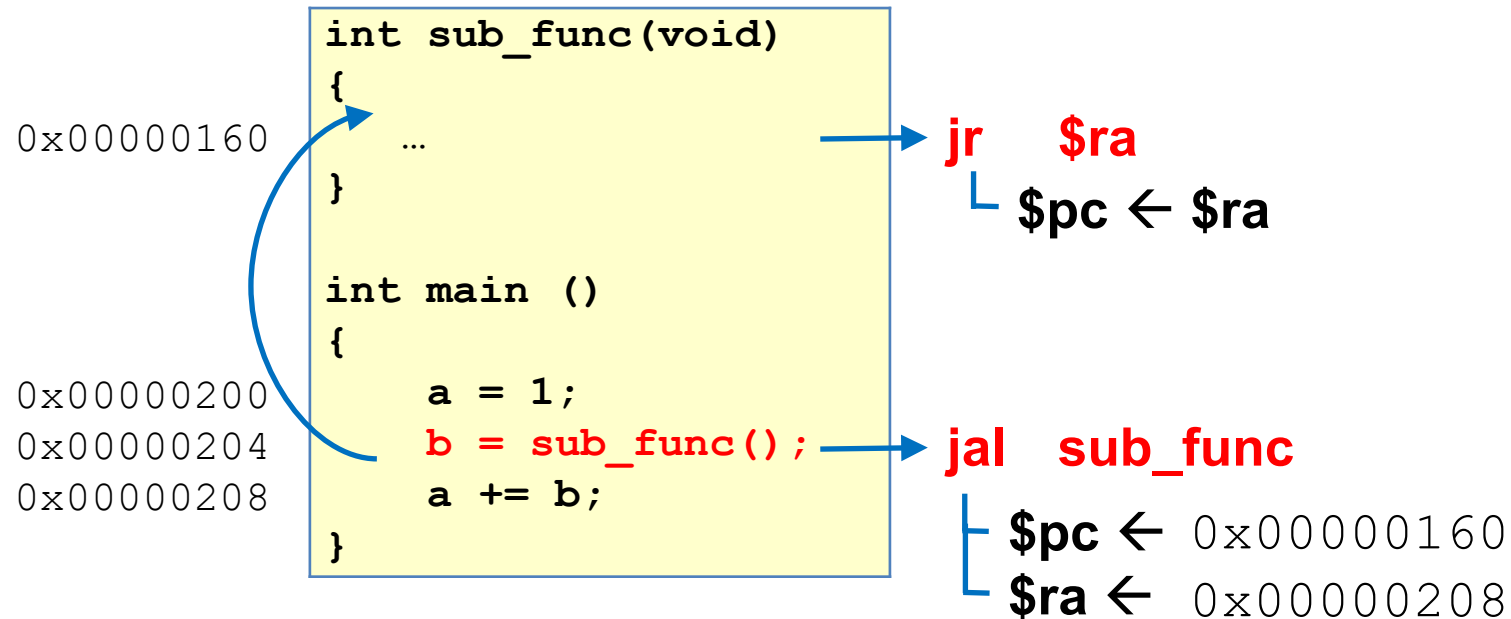 int sub_func(void)
{
0x00000160 … jr $ra
} $pc ← $ra
int main ()
{
0x00000200 a = 1;
0x00000204 b = sub_func(); jal sub_func
0x00000208 a += b; $pc ← 0x00000160
} $ra ← 0x00000208